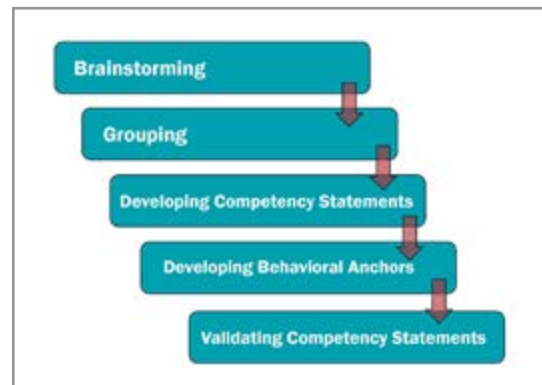 Brainstorming
Grouping
Developing Competency Statements
Developing Behavioral Anchors
Validating Competency Statements